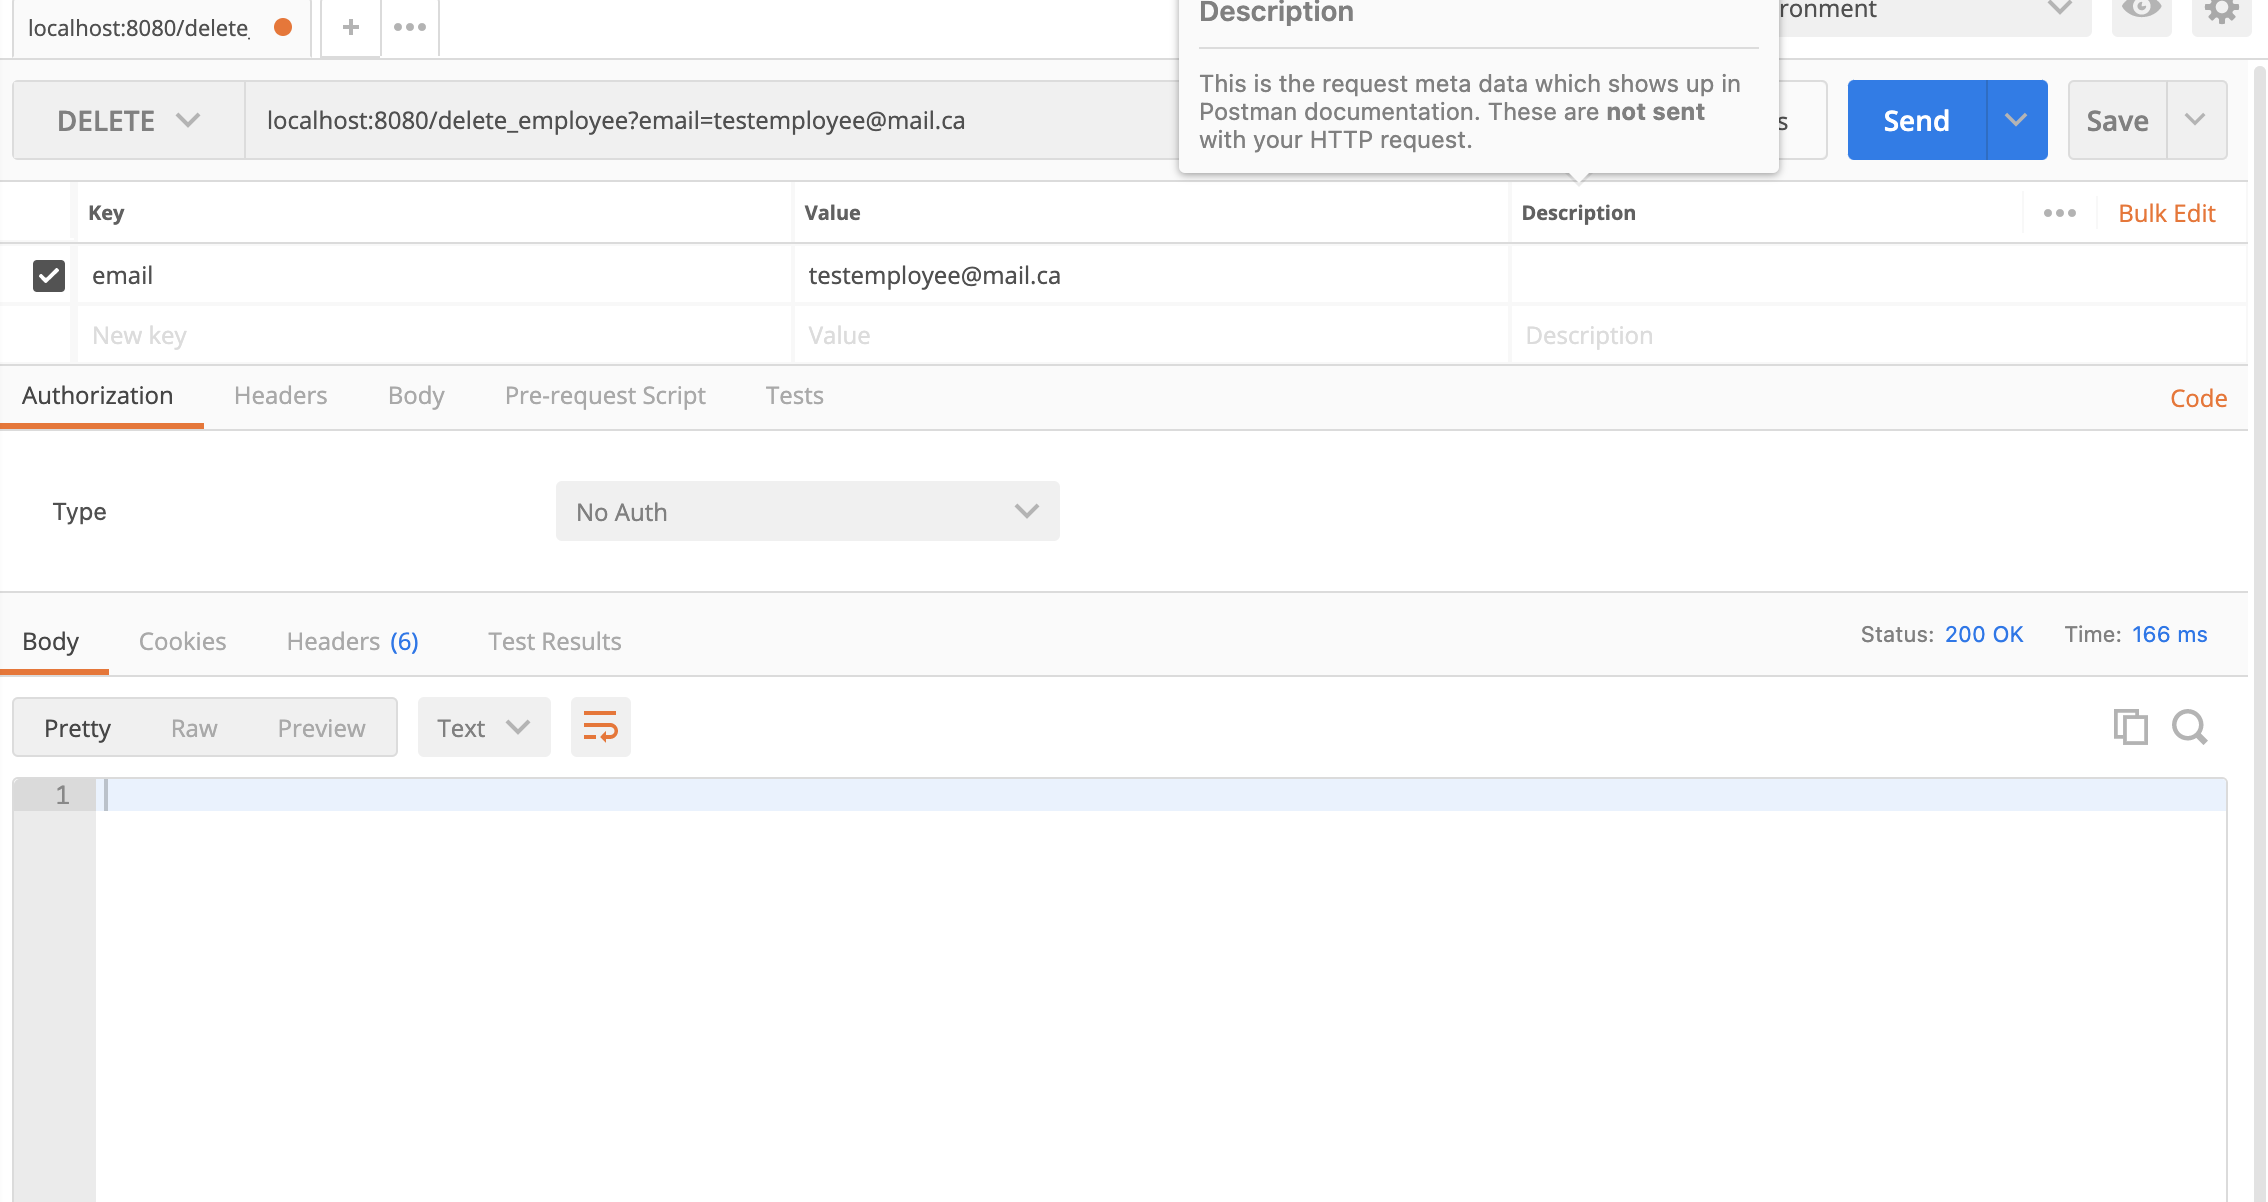 localhost:8080/delete_
Description
ronment
This is the request meta data which shows up in
Postman documentation. These are not sent
with your HTTP request.
DELETE
localhost:8080/delete_employee?email=testemployee@mail.ca
s
Send
Save
Key
Value
Description
Bulk Edit
email
testemployee@mail.ca
New key
Value
Description
Authorization
Headers
Body
Pre-request Script
Tests
Code
Type
No Auth
Body
Cookies
Headers (6)
Test Results
Status: 200 OK
Time: 166 ms
Pretty
Raw
Preview
Text
1